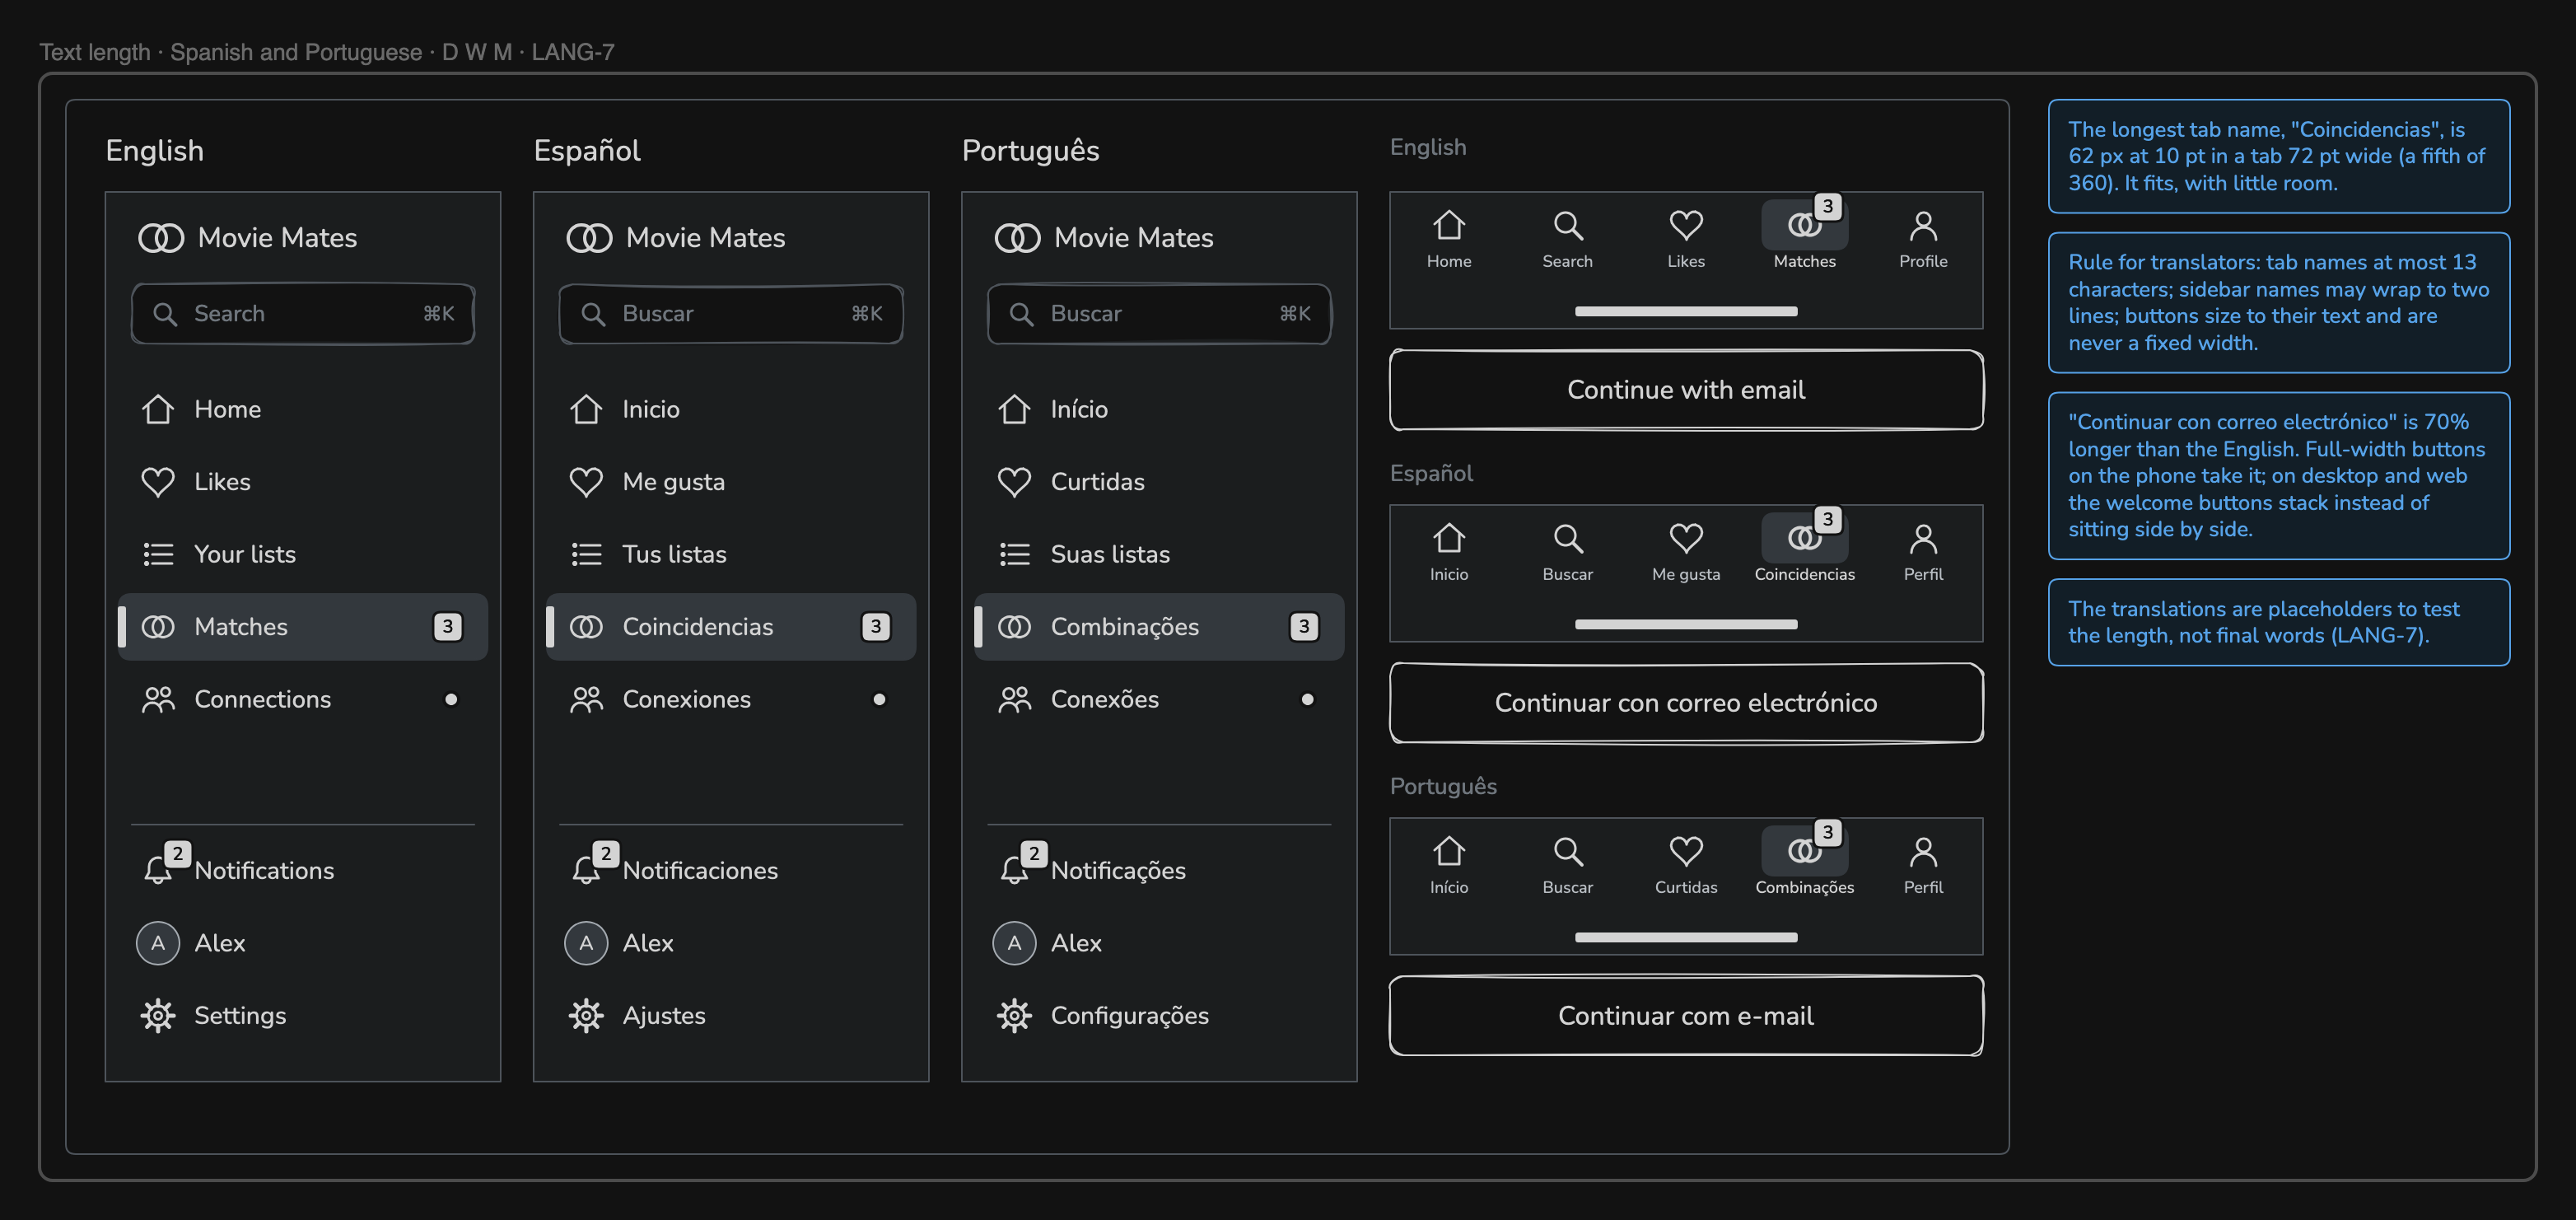 Text length · Spanish and Portuguese · D W M · LANG-7
English
Movie Mates
Search ⌘K
Home
Likes
Your lists
Matches 3
Connections
2
Notifications
A Alex
Settings
Español
Movie Mates
Buscar ⌘K
Inicio
Me gusta
Tus listas
Coincidencias 3
Conexiones
2
Notificaciones
A Alex
Ajustes
Português
Movie Mates
Buscar ⌘K
Início
Curtidas
Suas listas
Combinações 3
Conexões
2
Notificações
A Alex
Configurações
English
3
Home Search Likes Matches Profile
Continue with email
Español
3
Inicio Buscar Me gusta Coincidencias Perfil
Continuar con correo electrónico
Português
3
Início Buscar Curtidas Combinações Perfil
Continuar com e-mail
The longest tab name, "Coincidencias", is
62 px at 10 pt in a tab 72 pt wide (a fifth of
360). It fits, with little room.
Rule for translators: tab names at most 13
characters; sidebar names may wrap to two
lines; buttons size to their text and are
never a fixed width.
"Continuar con correo electrónico" is 70%
longer than the English. Full-width buttons
on the phone take it; on desktop and web
the welcome buttons stack instead of
sitting side by side.
The translations are placeholders to test
the length, not final words (LANG-7).